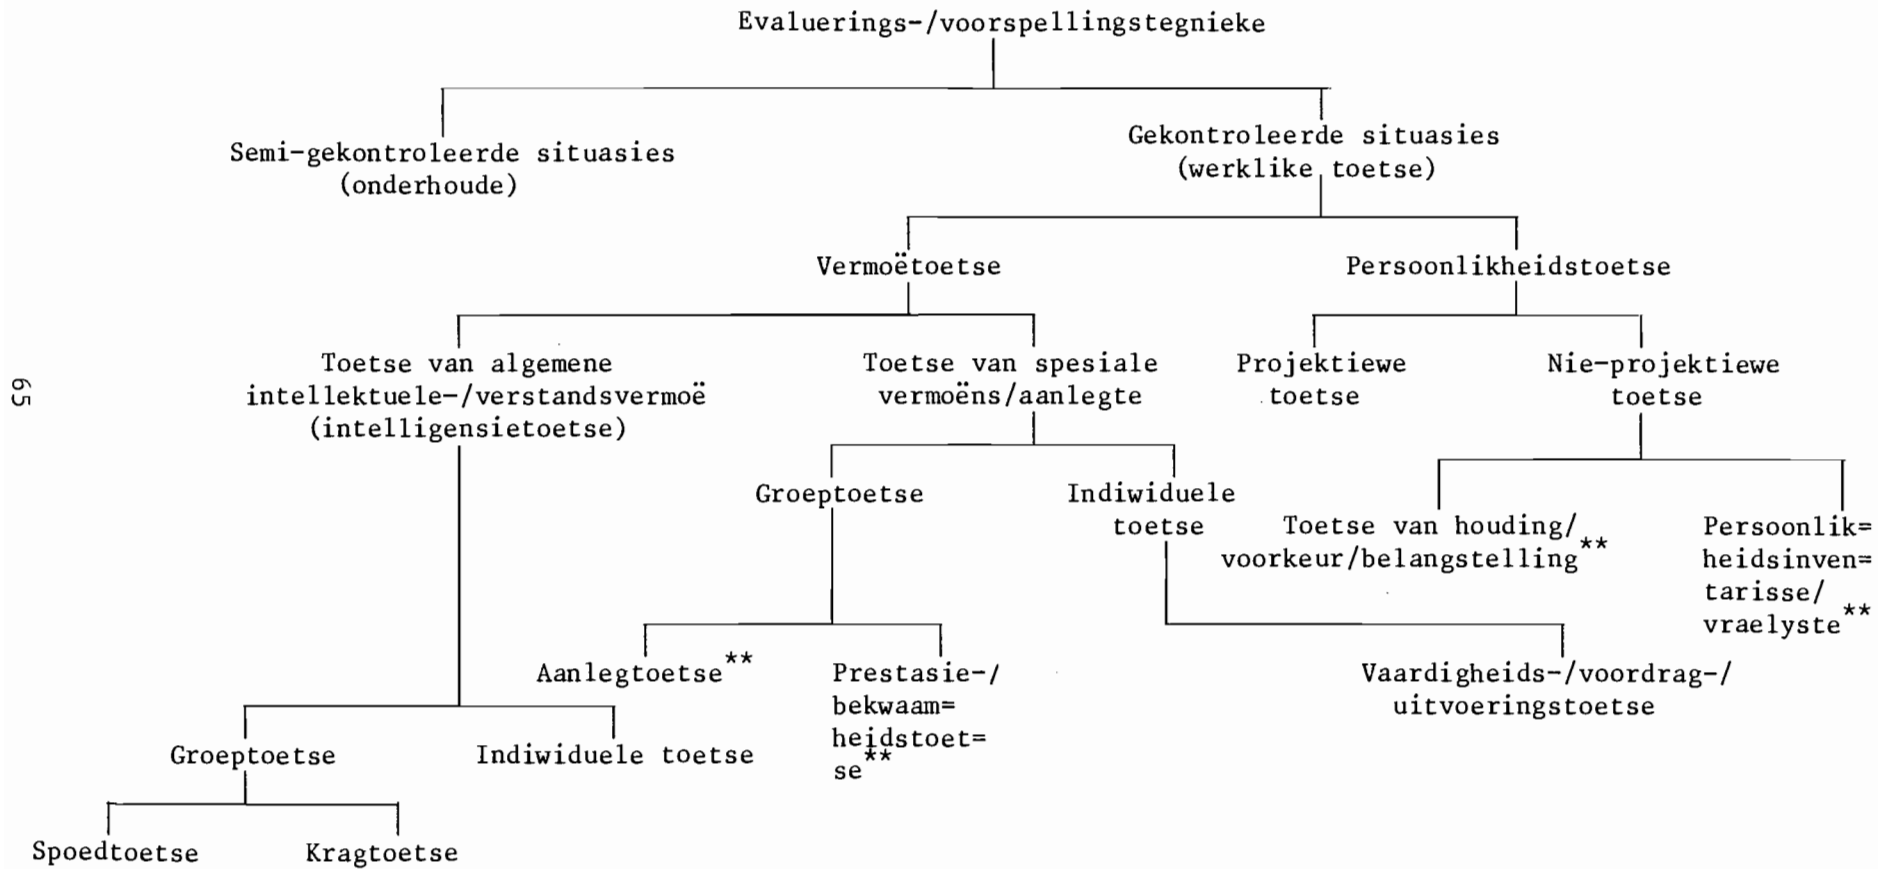 Evaluerings-/voorspellingstegnieke
Semi-gekontroleerde situasies
(onderhoude)
Gekontroleerde situasies
(werklike toetse)
Vermoëtoetse
Persoonlikheidstoetse
Toetse van algemene
intellektuele-/verstandsvermoë
(intelligensietoetse)
Toetse van spesiale
vermoëns/aanlegte
Projektiewe
toetse
Nie-projektiewe
toetse
Groeptoetse
Indiwiduele
toetse
Toetse van houding/
voorkeur/belangstelling**
Persoonlik=
heidsinven=
tarisse/
vraelyste**
Aanlegtoetse**
Prestasie-/
bekwaam=
heidstoet=
se**
Vaardigheids-/voordrag-/
uitvoeringstoetse
Groeptoetse
Indiwiduele toetse
Spoedtoetse
Kragtoetse
65